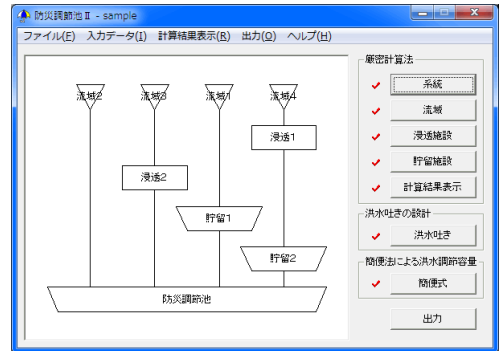 防災調節池Ⅱ - sample
ファイル(F) 入力データ(I) 計算結果表示(R) 出力(O) ヘルプ(H)
流域2 流域3 流域1 流域4
浸透1
浸透2
貯留1
貯留2
防災調節池
厳密計算法
系統
流域
浸透施設
貯留施設
計算結果表示
洪水吐きの設計
洪水吐き
簡便法による洪水調節容量
簡便式
出力